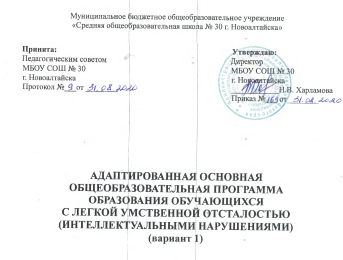 Муниципальное бюджетное общеобразовательное учреждение
«Средняя общеобразовательная школа № 30 г. Новоалтайска»
Принята:
Педагогическим советом
МБОУ СОШ № 30
г. Новоалтайска
Протокол № 9 от 31.08.2020
Утверждаю:
Директор
МБОУ СОШ № 30
г. Новоалтайска
Н.В. Харламова
Приказ № 169 от 31.08.2020
АДАПТИРОВАННАЯ ОСНОВНАЯ
ОБЩЕОБРАЗОВАТЕЛЬНАЯ ПРОГРАММА
ОБРАЗОВАНИЯ ОБУЧАЮЩИХСЯ
С ЛЕГКОЙ УМСТВЕННОЙ ОТСТАЛОСТЬЮ
(ИНТЕЛЛЕКТУАЛЬНЫМИ НАРУШЕНИЯМИ)
(вариант 1)